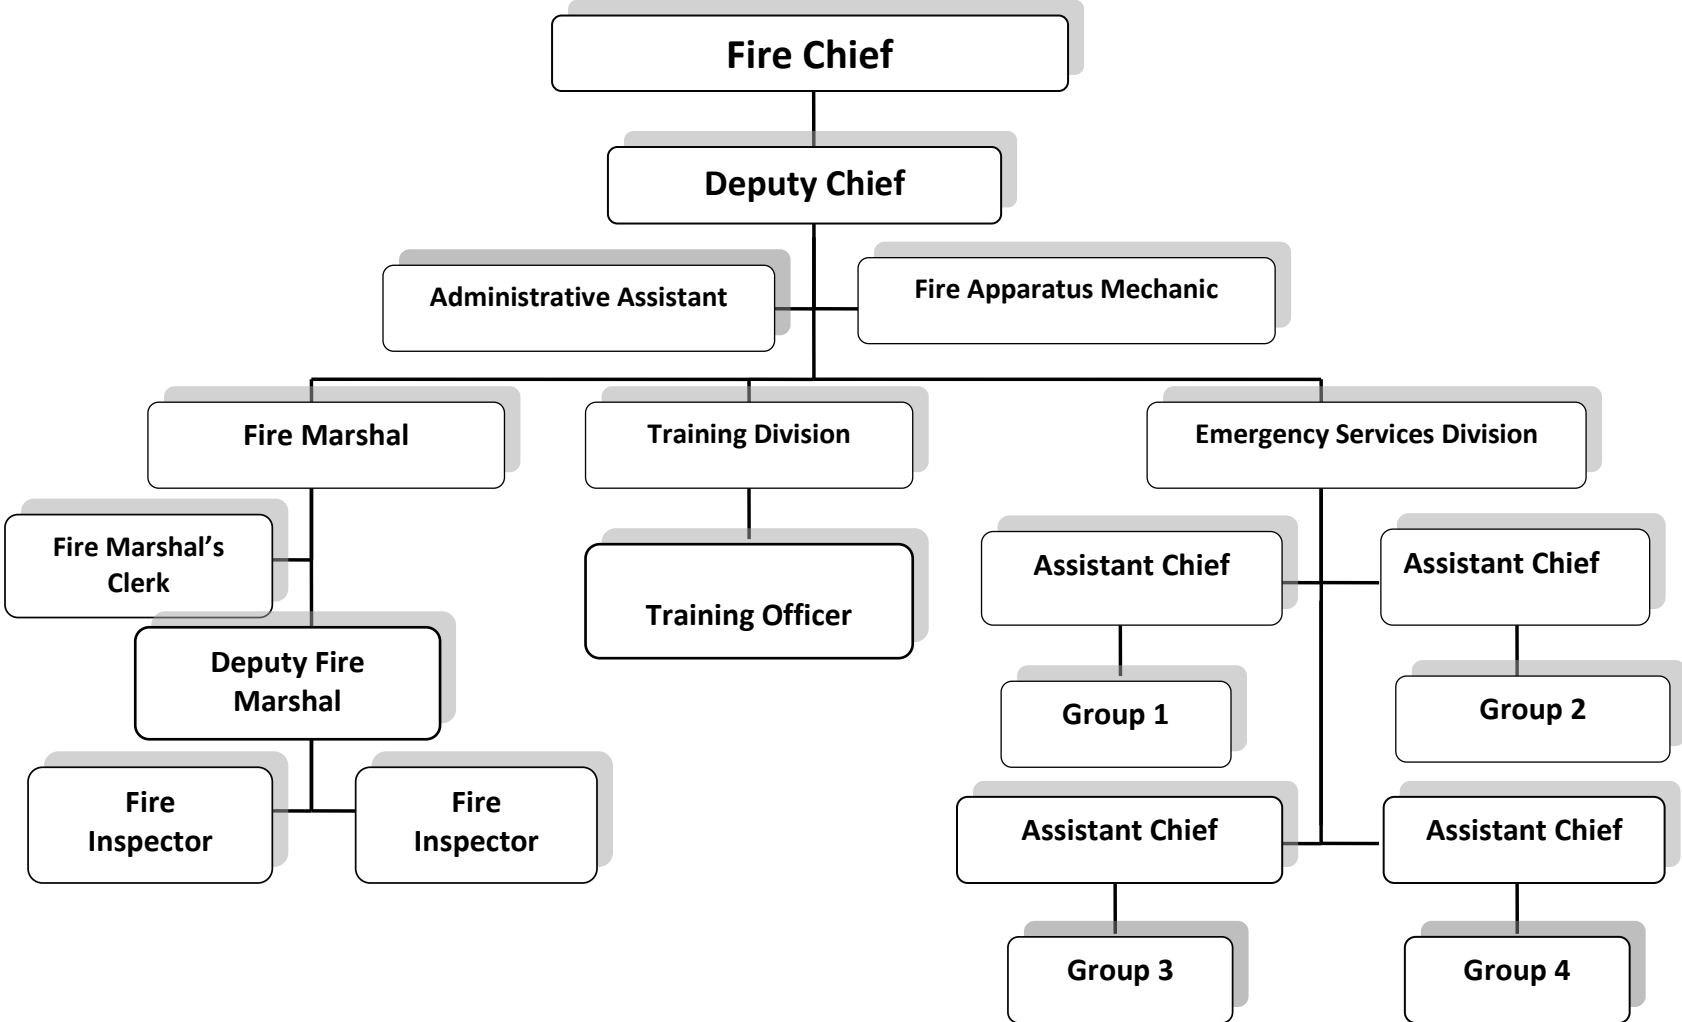 Fire Chief
Deputy Chief
Administrative Assistant
Fire Apparatus Mechanic
Fire Marshal
Training Division
Emergency Services Division
Fire Marshal’s
Clerk
Training Officer
Assistant Chief
Assistant Chief
Deputy Fire
Marshal
Group 1
Group 2
Fire
Inspector
Fire
Inspector
Assistant Chief
Assistant Chief
Group 3
Group 4